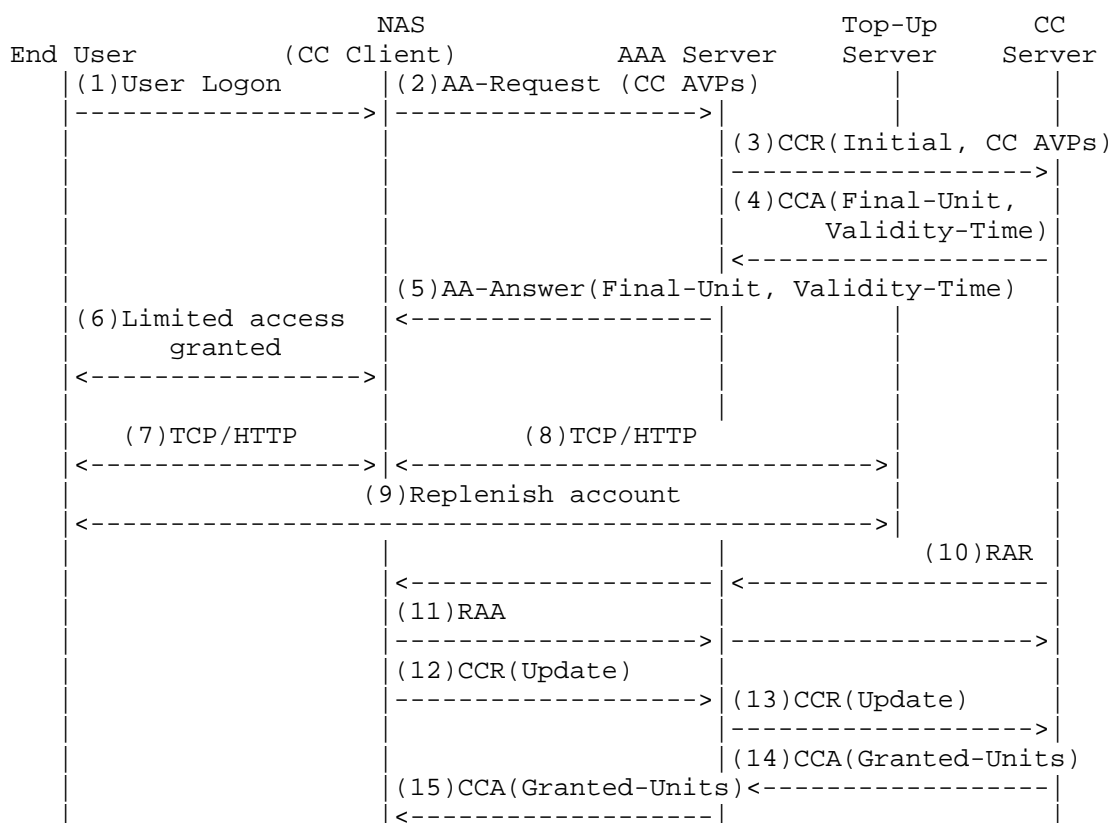 NAS Top-Up CC
End User (CC Client) AAA Server Server Server
(1)User Logon (2)AA-Request (CC AVPs)
(3)CCR(Initial, CC AVPs)
(4)CCA(Final-Unit,
Validity-Time)
(5)AA-Answer(Final-Unit, Validity-Time)
(6)Limited access
granted
(7)TCP/HTTP (8)TCP/HTTP
(9)Replenish account
(10)RAR
(11)RAA
(12)CCR(Update)
(13)CCR(Update)
(14)CCA(Granted-Units)
(15)CCA(Granted-Units)